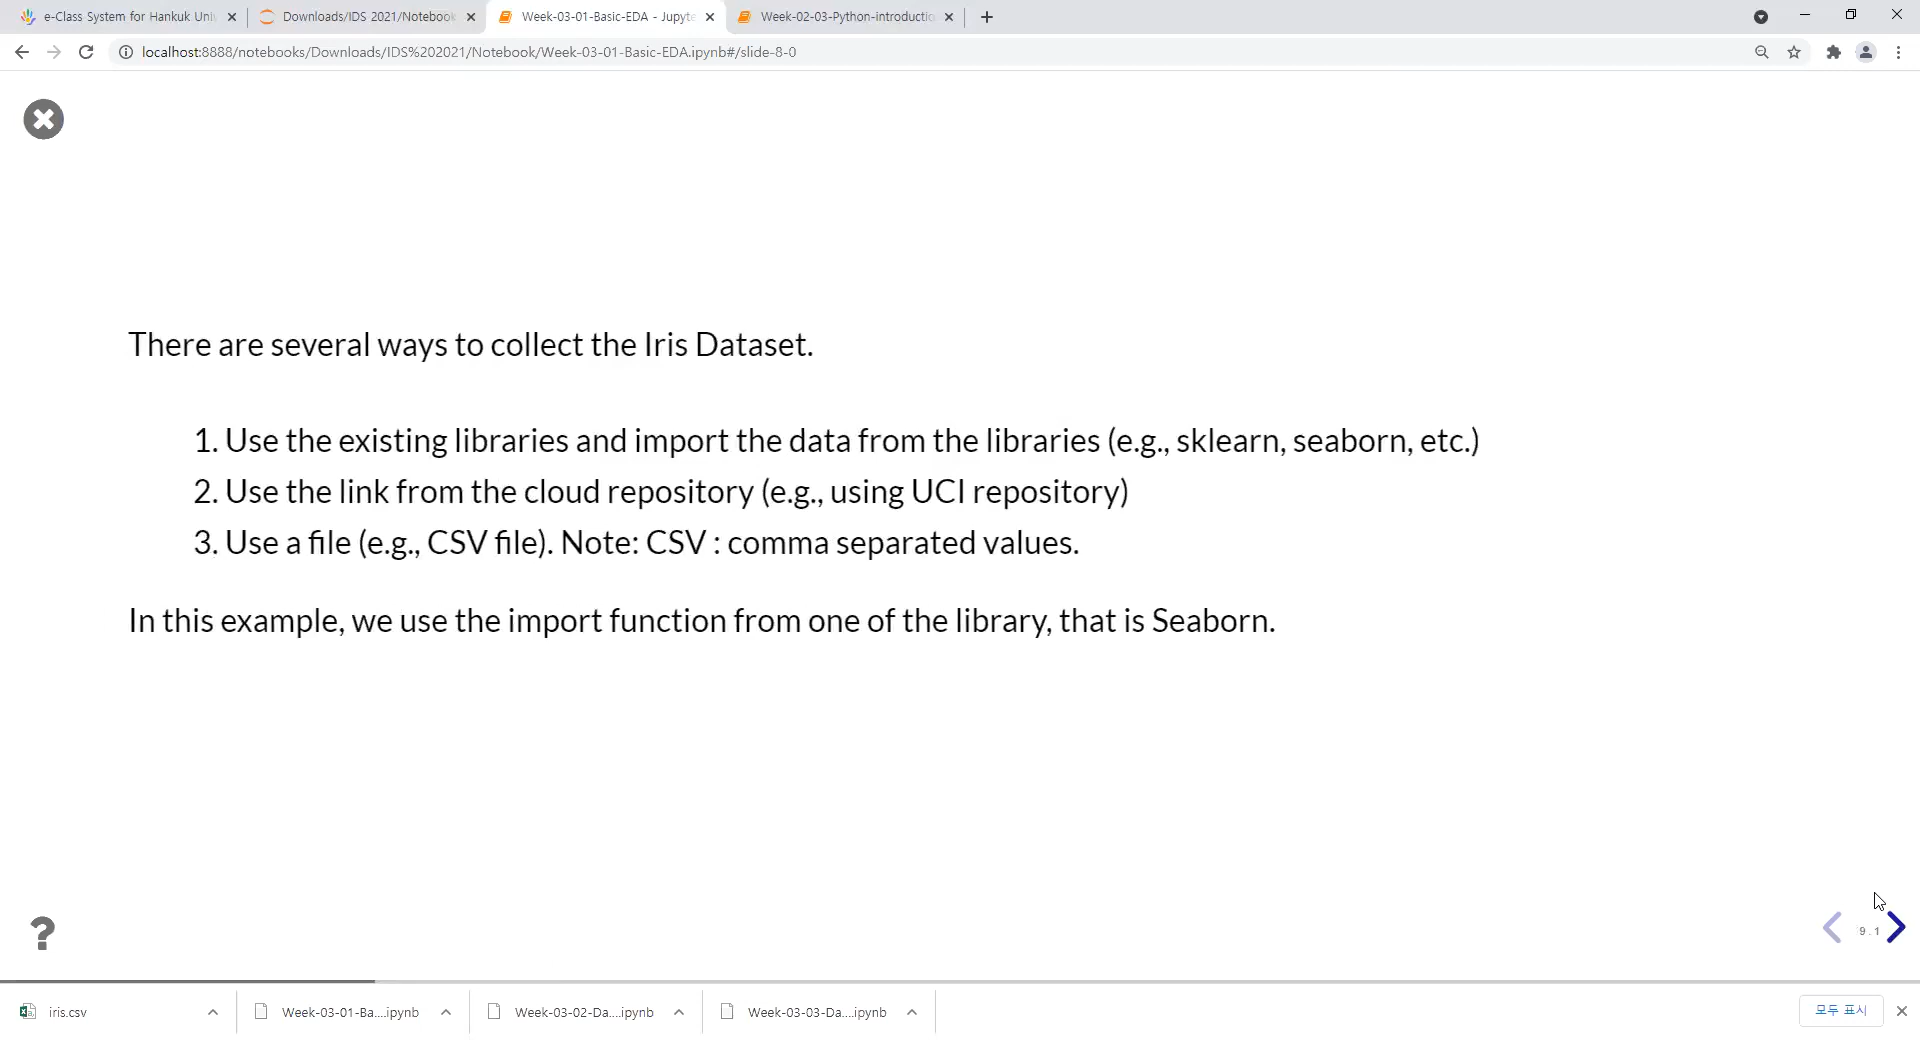 e-Class System for Hankuk Univ
Downloads/IDS 2021/Notebook
Week-03-01-Basic-EDA - Jupyte
Week-02-03-Python-introductio
localhost:8888/notebooks/Downloads/IDS%202021/Notebook/Week-03-01-Basic-EDA.ipynb#/slide-8-0
There are several ways to collect the Iris Dataset.
1. Use the existing libraries and import the data from the libraries (e.g., sklearn, seaborn, etc.)
2. Use the link from the cloud repository (e.g., using UCI repository)
3. Use a file (e.g., CSV file). Note: CSV : comma separated values.
In this example, we use the import function from one of the library, that is Seaborn.
?
9 . 1
iris.csv
Week-03-01-Ba....ipynb
Week-03-02-Da....ipynb
Week-03-03-Da....ipynb
모두 표시